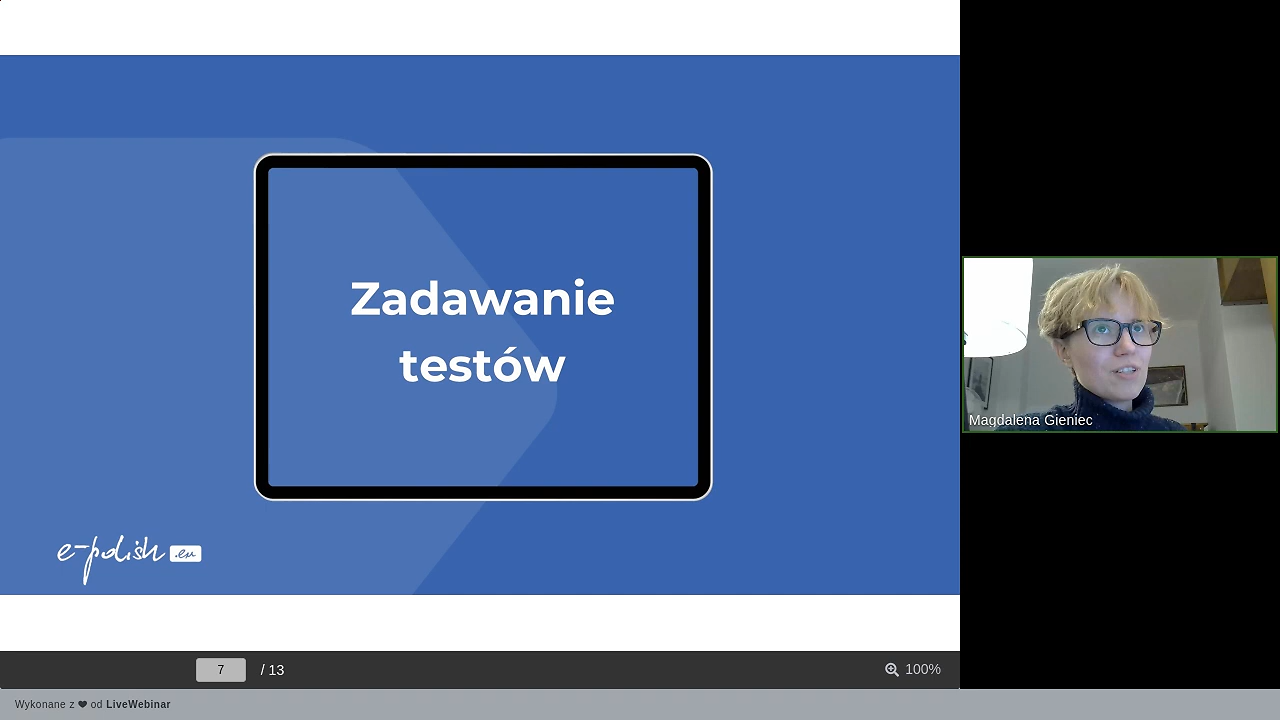 Zadawanie
testów
e-polish.eu
Magdalena Gieniec
7 / 13
100%
Wykonane z ❤ od LiveWebinar